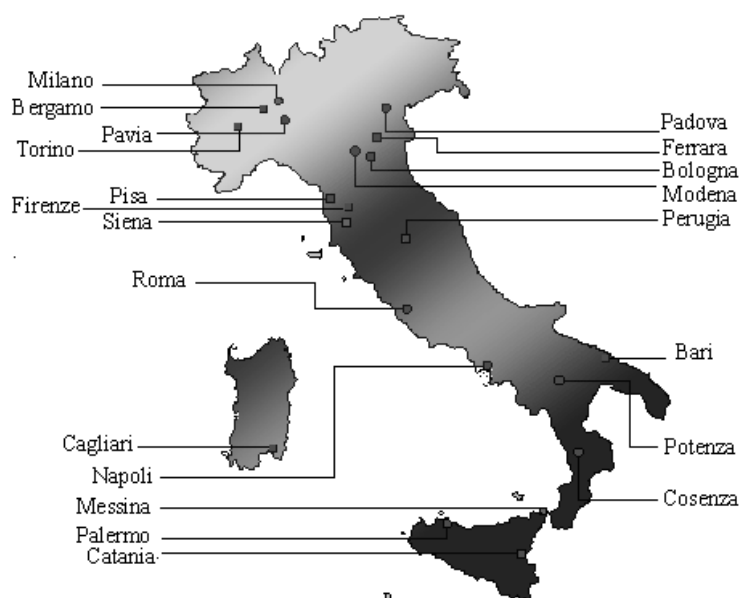 Milano
Bergamo
Pavia
Torino
Padova
Ferrara
Bologna
Modena
Pisa
Firenze
Siena
Perugia
Roma
Bari
Cagliari
Potenza
Napoli
Cosenza
Messina
Palermo
Catania